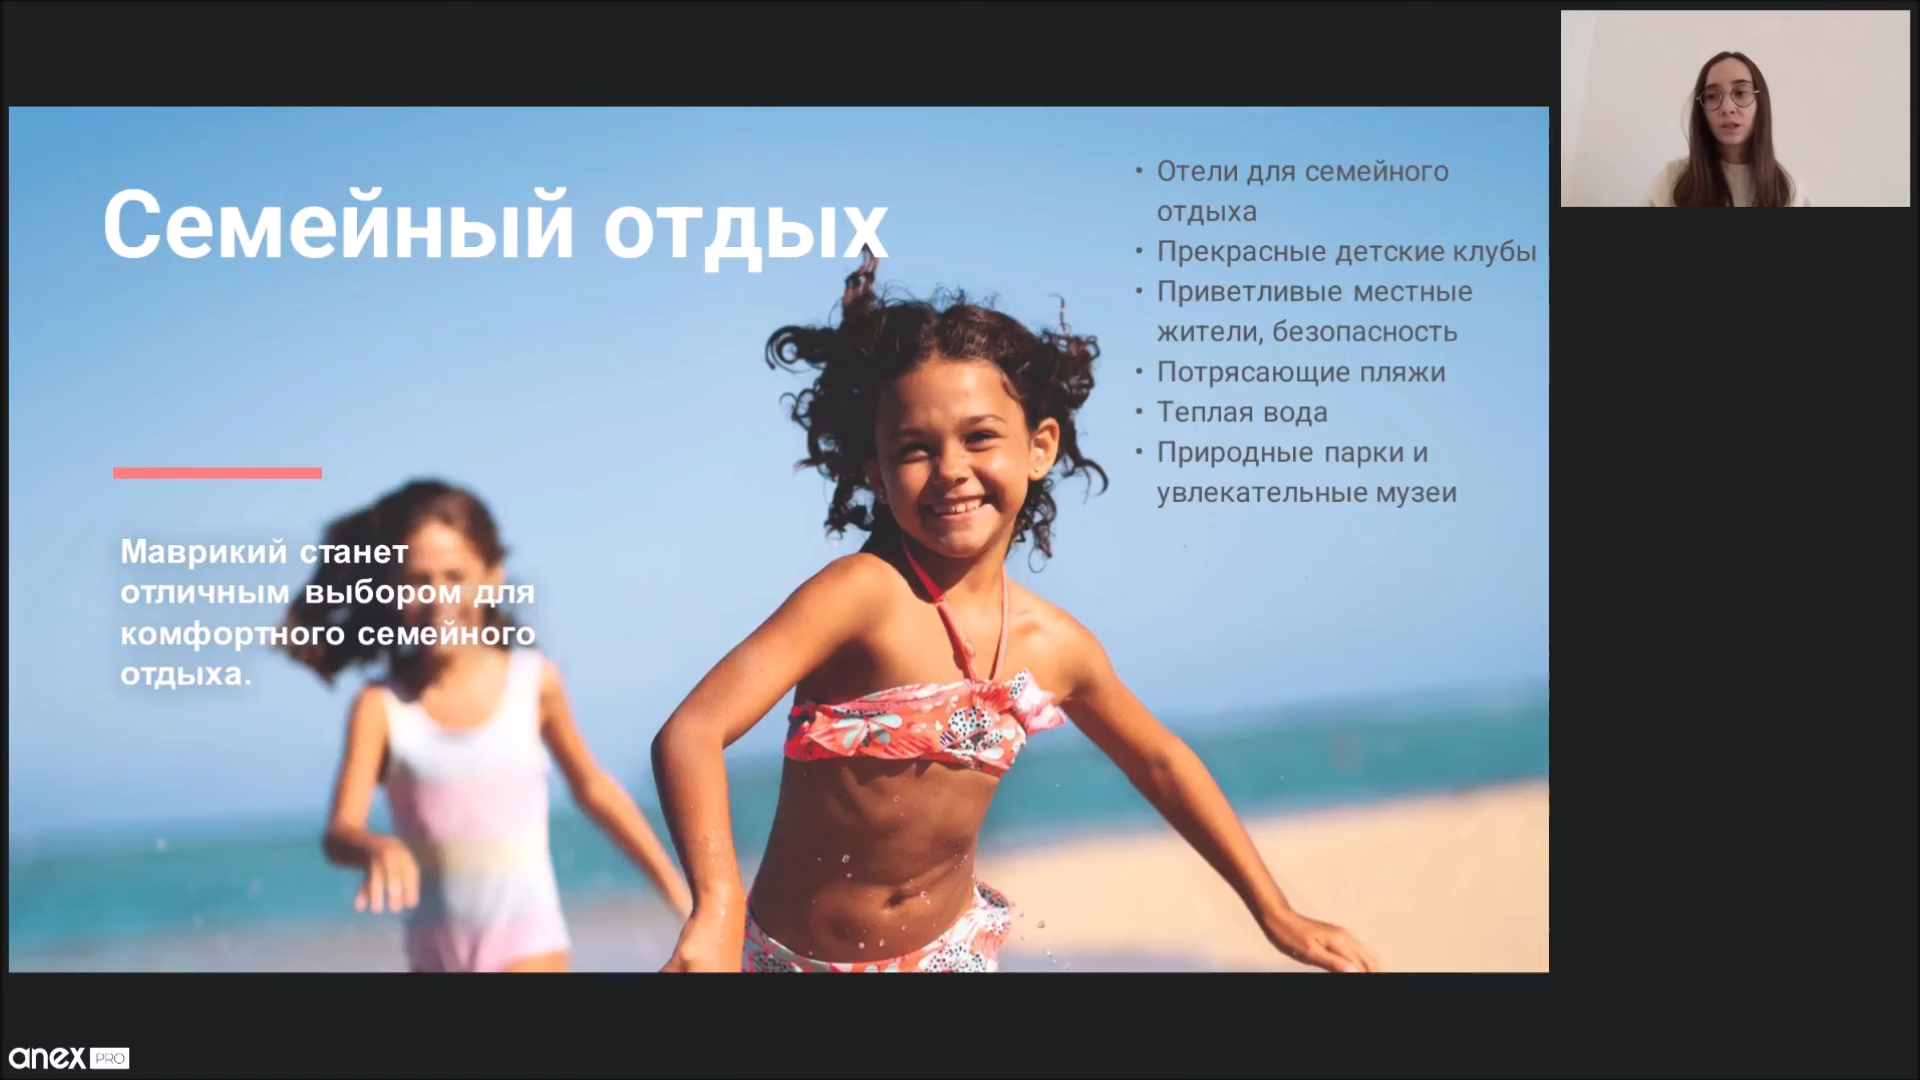 Семейный отдых
Маврикий станет
отличным выбором для
комфортного семейного
отдыха.
• Отели для семейного
отдыха
• Прекрасные детские клубы
• Приветливые местные
жители, безопасность
• Потрясающие пляжи
• Теплая вода
• Природные парки и
увлекательные музеи
anex PRO